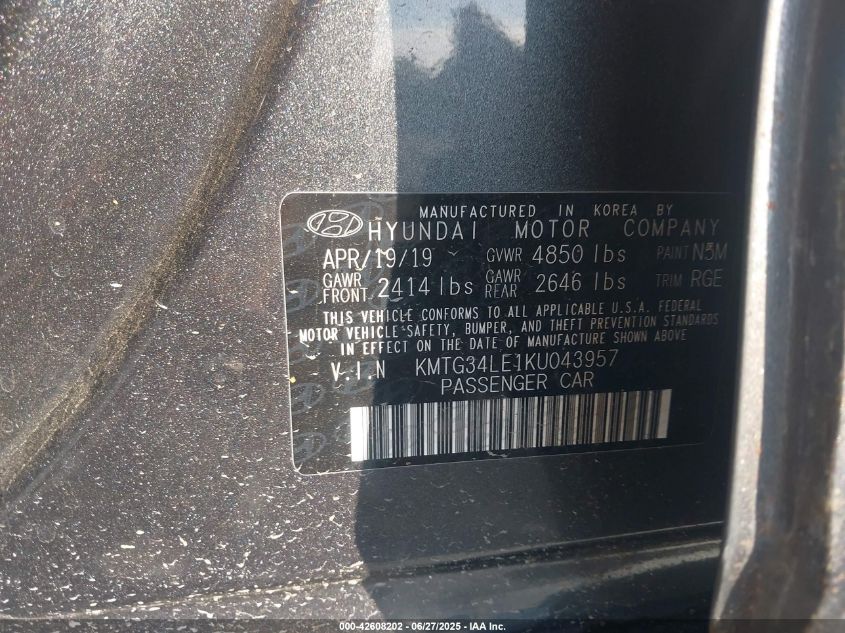 MANUFACTURED IN KOREA BY
HYUNDAI MOTOR COMPANY
APR/19/19 GVWR 4850 lbs PAINT N5M
GAWR FRONT 2414 lbs GAWR REAR 2646 lbs TRIM RGE
THIS VEHICLE CONFORMS TO ALL APPLICABLE U.S.A. FEDERAL
MOTOR VEHICLE SAFETY, BUMPER, AND THEFT PREVENTION STANDARDS
IN EFFECT ON THE DATE OF MANUFACTURE SHOWN ABOVE
V.I.N KMTG34LE1KU043957
PASSENGER CAR
000-42608202 - 06/27/2025 - IAA Inc.